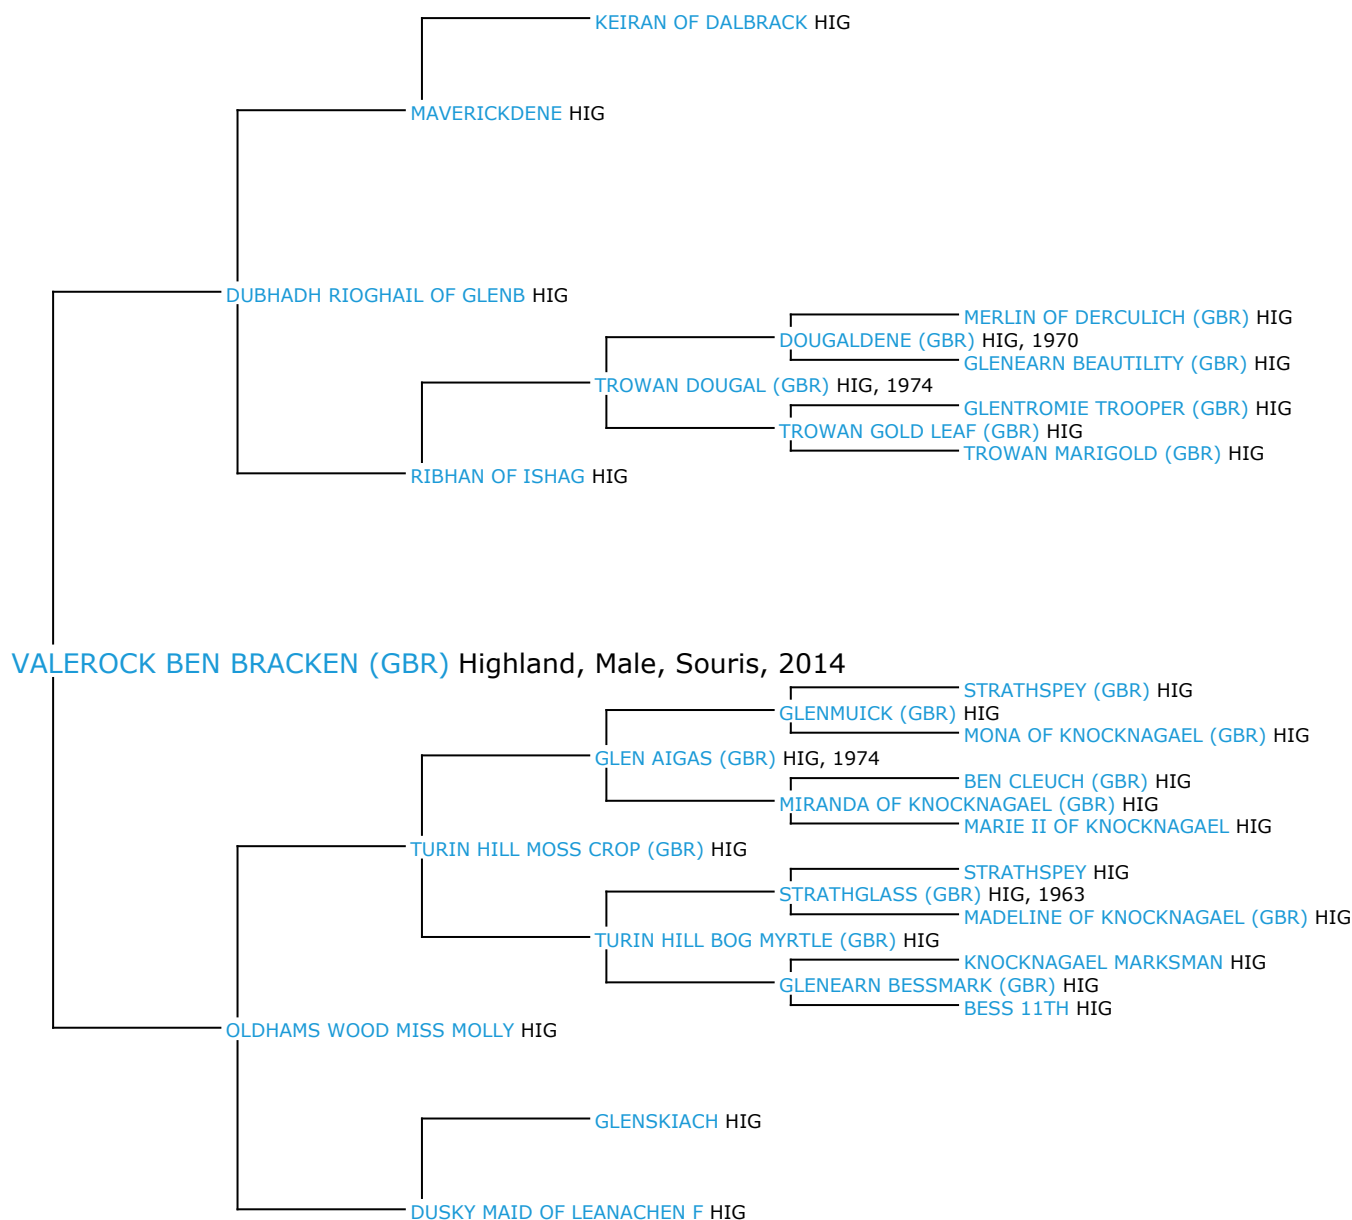 KEIRAN OF DALBRACK HIG
MAVERICKDENE HIG
DUBHADH RIOGHAIL OF GLENB HIG
MERLIN OF DERCULICH (GBR) HIG
DOUGALDENE (GBR) HIG, 1970
GLENEARN BEAUTILITY (GBR) HIG
TROWAN DOUGAL (GBR) HIG, 1974
GLENTROMIE TROOPER (GBR) HIG
TROWAN GOLD LEAF (GBR) HIG
TROWAN MARIGOLD (GBR) HIG
RIBHAN OF ISHAG HIG
VALEROCK BEN BRACKEN (GBR) Highland, Male, Souris, 2014
STRATHSPEY (GBR) HIG
GLENMUICK (GBR) HIG
MONA OF KNOCKNAGAEL (GBR) HIG
GLEN AIGAS (GBR) HIG, 1974
BEN CLEUCH (GBR) HIG
MIRANDA OF KNOCKNAGAEL (GBR) HIG
MARIE II OF KNOCKNAGAEL HIG
TURIN HILL MOSS CROP (GBR) HIG
STRATHSPEY HIG
STRATHGLASS (GBR) HIG, 1963
MADELINE OF KNOCKNAGAEL (GBR) HIG
TURIN HILL BOG MYRTLE (GBR) HIG
KNOCKNAGAEL MARKSMAN HIG
GLENEARN BESSMARK (GBR) HIG
BESS 11TH HIG
OLDHAMS WOOD MISS MOLLY HIG
GLENSKIACH HIG
DUSKY MAID OF LEANACHEN F HIG